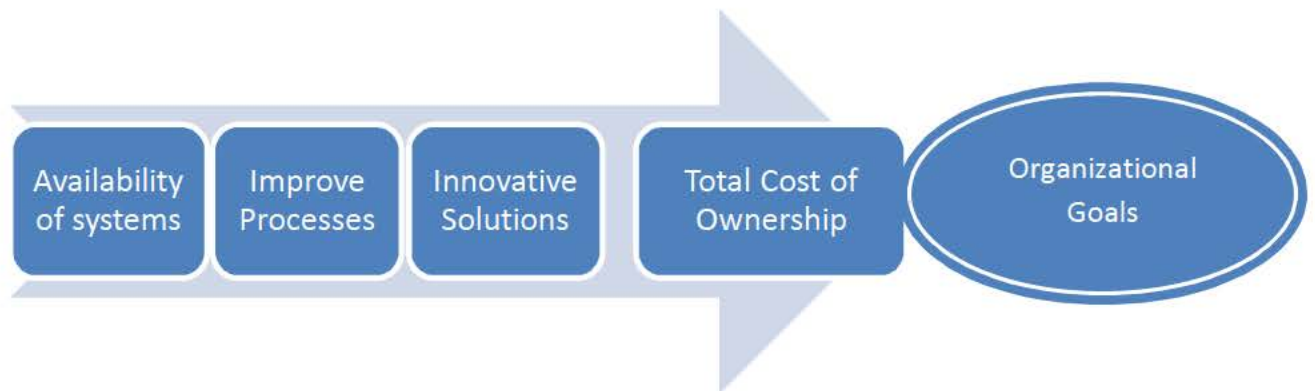 Availability
of systems
Improve
Processes
Innovative
Solutions
Total Cost of
Ownership
Organizational
Goals